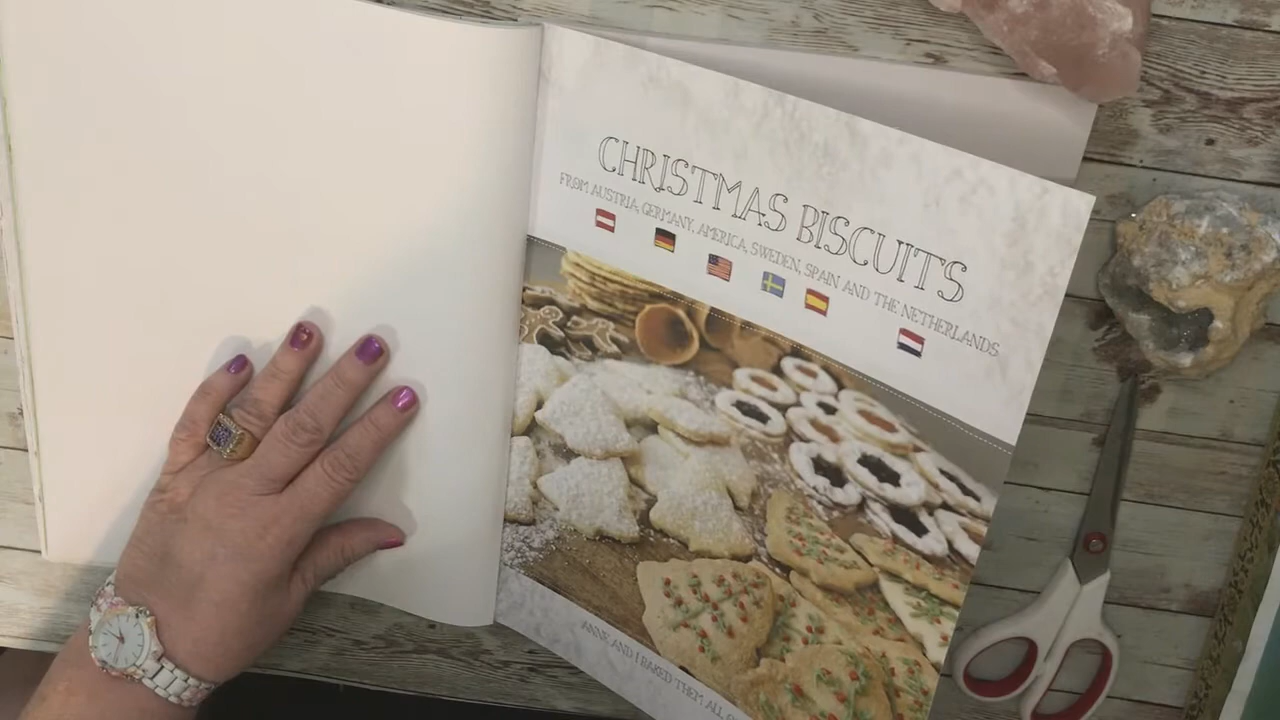 CHRISTMAS BISCUITS
FROM AUSTRIA, GERMANY, AMERICA, SWEDEN, SPAIN AND THE NETHERLANDS
ANNE AND I BAKED THEM ALL